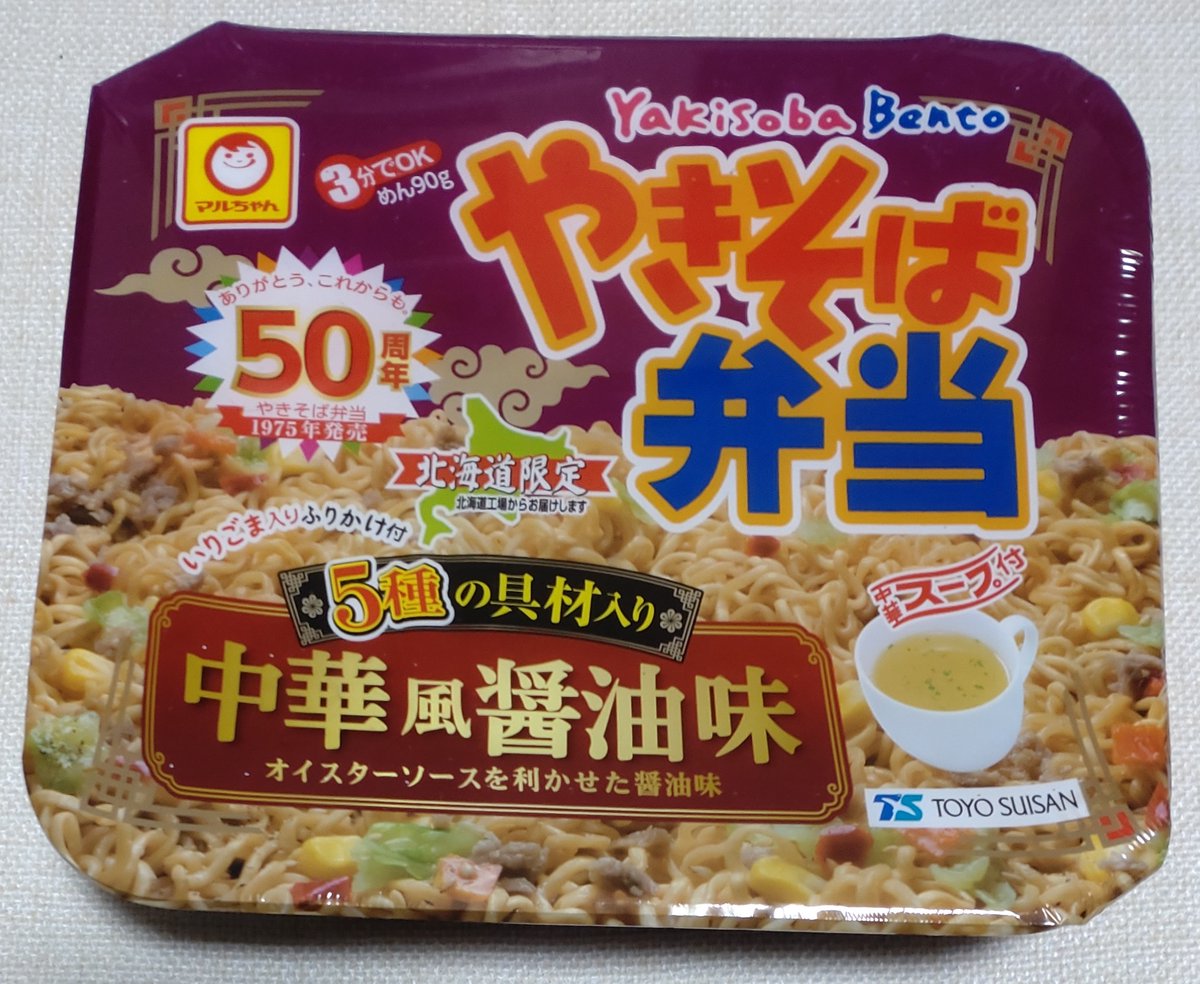 Yakisoba Bento
マルちゃん
3分でOK
めん90g
やきそば
弁当
ありがとう、これからも。
50周年
やきそば弁当
1975年発売
北海道限定
北海道工場からお届けします
いりごま入りふりかけ付
5種の具材入り
中華風醤油味
オイスターソースを利かせた醤油味
中華スープ付
TS TOYO SUISAN